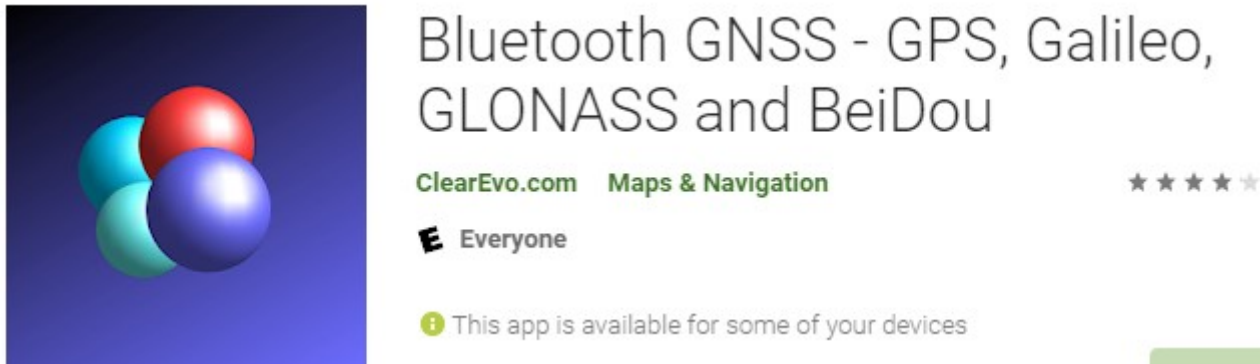 Bluetooth GNSS - GPS, Galileo,
GLONASS and BeiDou
ClearEvo.com Maps & Navigation
E Everyone
This app is available for some of your devices